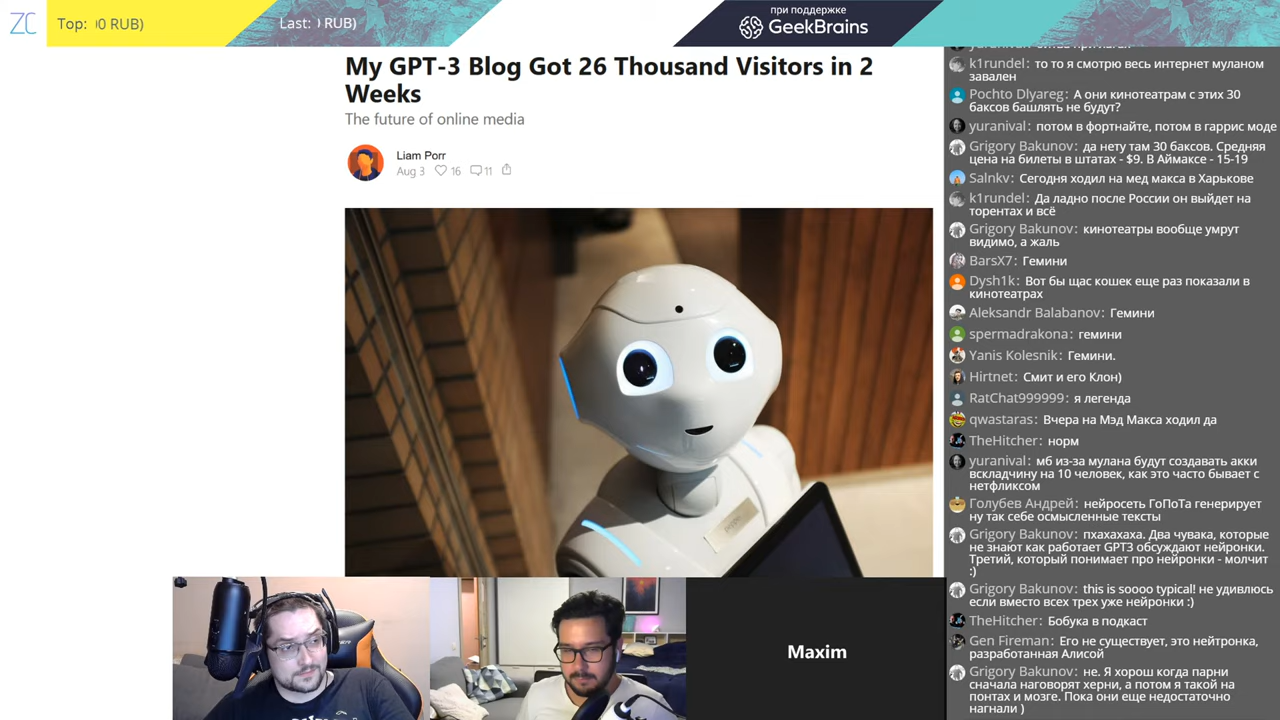 ZC
Top: )0 RUB)
Last: ) RUB)
при поддержке
GeekBrains
My GPT-3 Blog Got 26 Thousand Visitors in 2
Weeks
The future of online media
Liam Porr
Aug 3 16 11
Maxim
k1rundel: то то я смотрю весь интернет муланом
завален
Pochto Dlyareg: А они кинотеатрам с этих 30
баксов башлять не будут?
yuranival: потом в фортнайте, потом в гаррис моде
Grigory Bakunov: да нету там 30 баксов. Средняя
цена на билеты в штатах - $9. В Аймаксе - 15-19
Salnkv: Сегодня ходил на мед макса в Харькове
k1rundel: Да ладно после России он выйдет на
торентах и всё
Grigory Bakunov: кинотеатры вообще умрут
видимо, а жаль
BarsX7: Гемини
Dysh1k: Вот бы щас кошек еще раз показали в
кинотеатрах
Aleksandr Balabanov: Гемини
spermadrakona: гемини
Yanis Kolesnik: Гемини.
Hirtnet: Смит и его Клон)
RatChat999999: я легенда
qwastaras: Вчера на Мэд Макса ходил да
TheHitcher: норм
yuranival: мб из-за мулана будут создавать акки
вскладчину на 10 человек, как это часто бывает с
нетфликсом
Голубев Андрей: нейросеть ГоПоТа генерирует
ну так себе осмысленные тексты
Grigory Bakunov: пхахахаха. Два чувака, которые
не знают как работает GPT3 обсуждают нейронки.
Третий, который понимает про нейронки - молчит
:)
Grigory Bakunov: this is soooo typical! не удивлюсь
если вместо всех трех уже нейронки :)
TheHitcher: Бобука в подкаст
Gen Fireman: Его не существует, это нейтронка,
разработанная Алисой
Grigory Bakunov: не. Я хорош когда парни
сначала наговорят херни, а потом я такой на
понтах и мозге. Пока они еще недостаточно
нагнали )